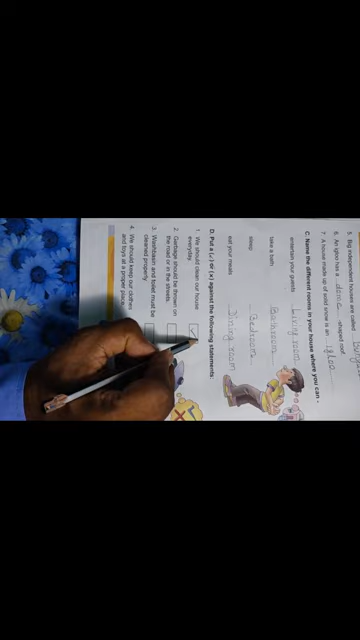 5. Big independent houses are called
6. An igloo has a dome -shaped roof.
7. A house made up of solid snow is an Igloo
C. Name the different rooms in your house where you can -
entertain your guests Living room
take a bath Bathroom
sleep Bedroom
eat your meals Dining room
D. Put a (✓) or (×) against the following statements:
1. We should clean our house
everyday. ✓
2. Garbage should be thrown on
the road or in the streets.
3. Washbasin and toilet must be
cleaned properly.
4. We should keep our clothes
and toys at a proper place.